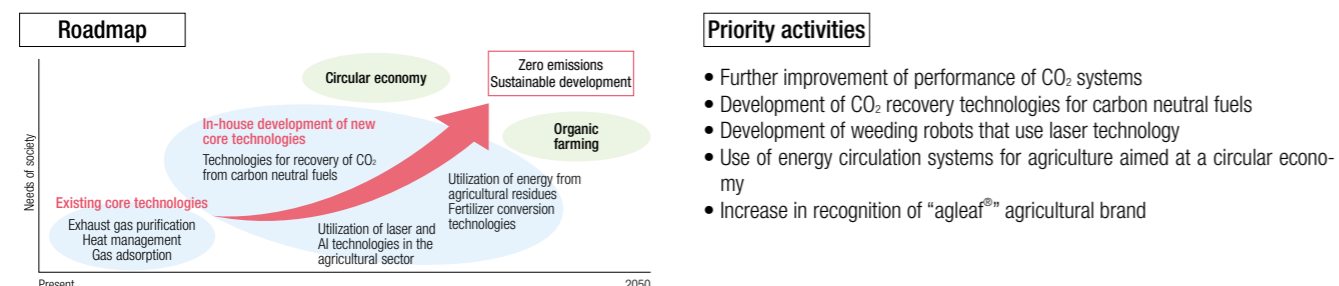 Roadmap
Needs of society
Circular economy
Zero emissions
Sustainable development
In-house development of new
core technologies
Technologies for recovery of CO₂
from carbon neutral fuels
Organic
farming
Existing core technologies
Exhaust gas purification
Heat management
Gas adsorption
Utilization of laser and
AI technologies in the
agricultural sector
Utilization of energy from
agricultural residues
Fertilizer conversion
technologies
Present
2050
Priority activities
• Further improvement of performance of CO₂ systems
• Development of CO₂ recovery technologies for carbon neutral fuels
• Development of weeding robots that use laser technology
• Use of energy circulation systems for agriculture aimed at a circular econo-
my
• Increase in recognition of “agleaf®” agricultural brand